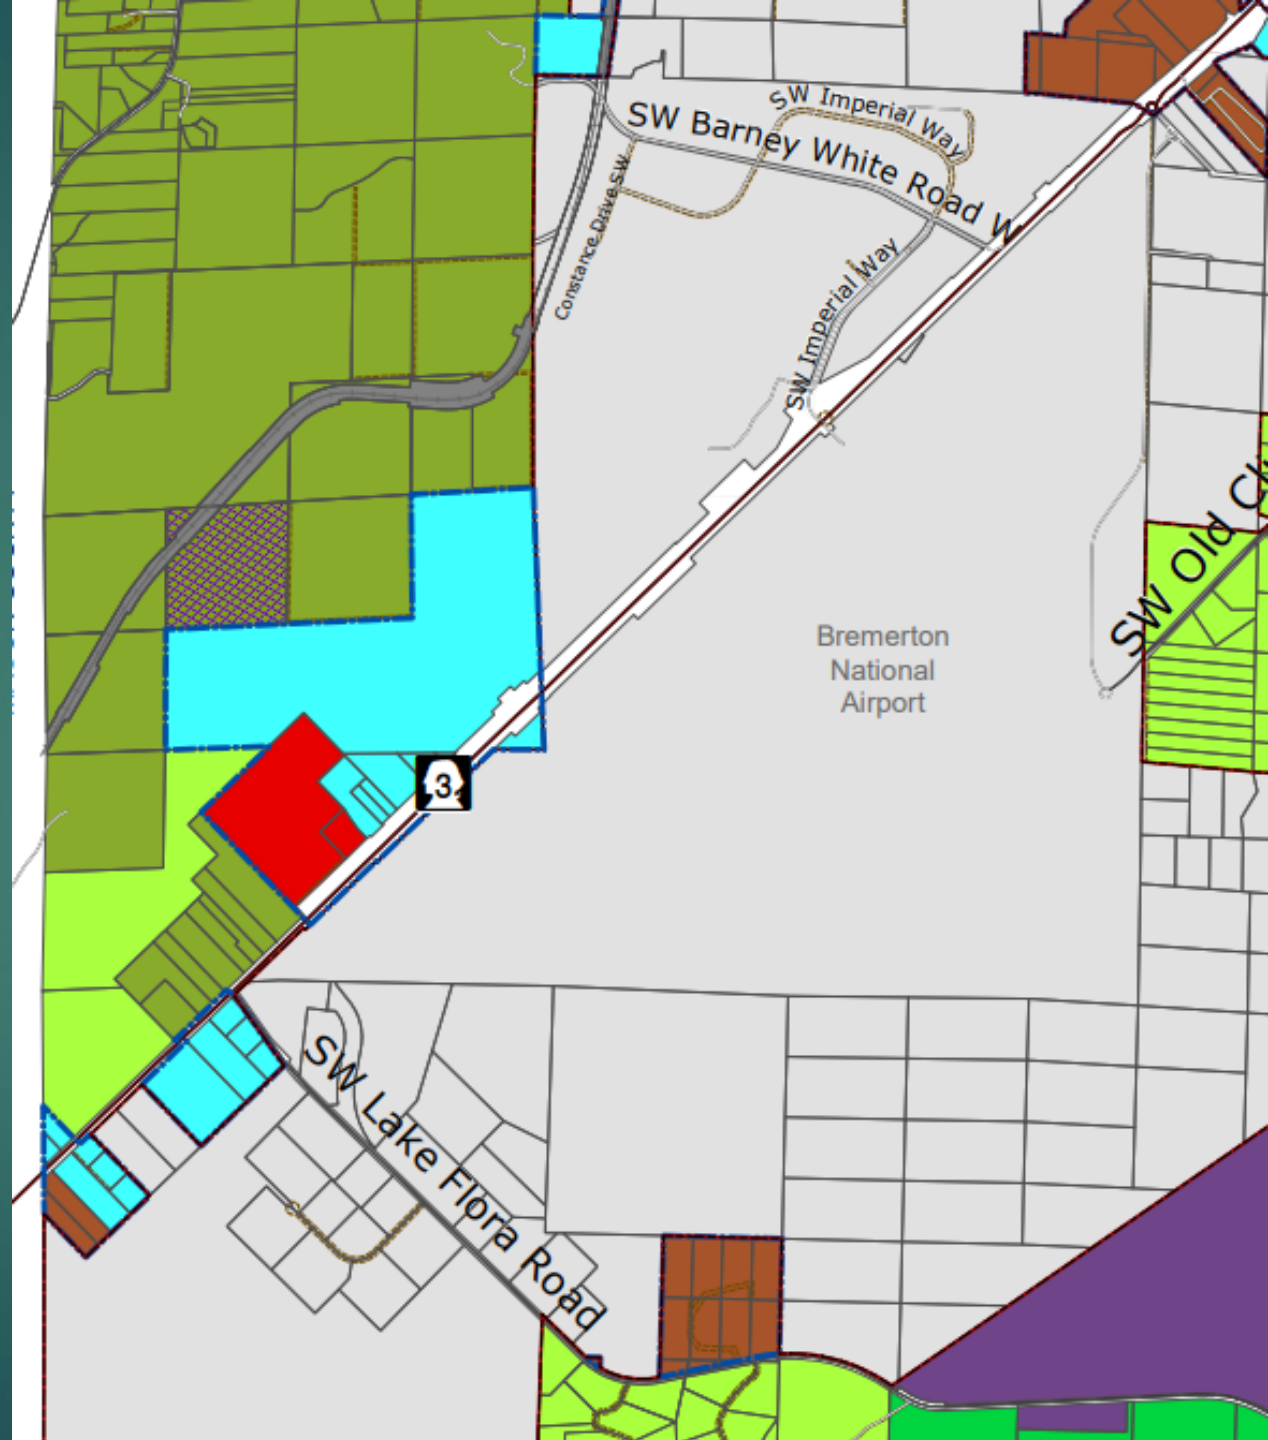 SW Imperial Way
SW Barney White Road W
Constance Drive SW
SW Imperial Way
SW Old Cl
Bremerton
National
Airport
3
SW Lake Flora Road